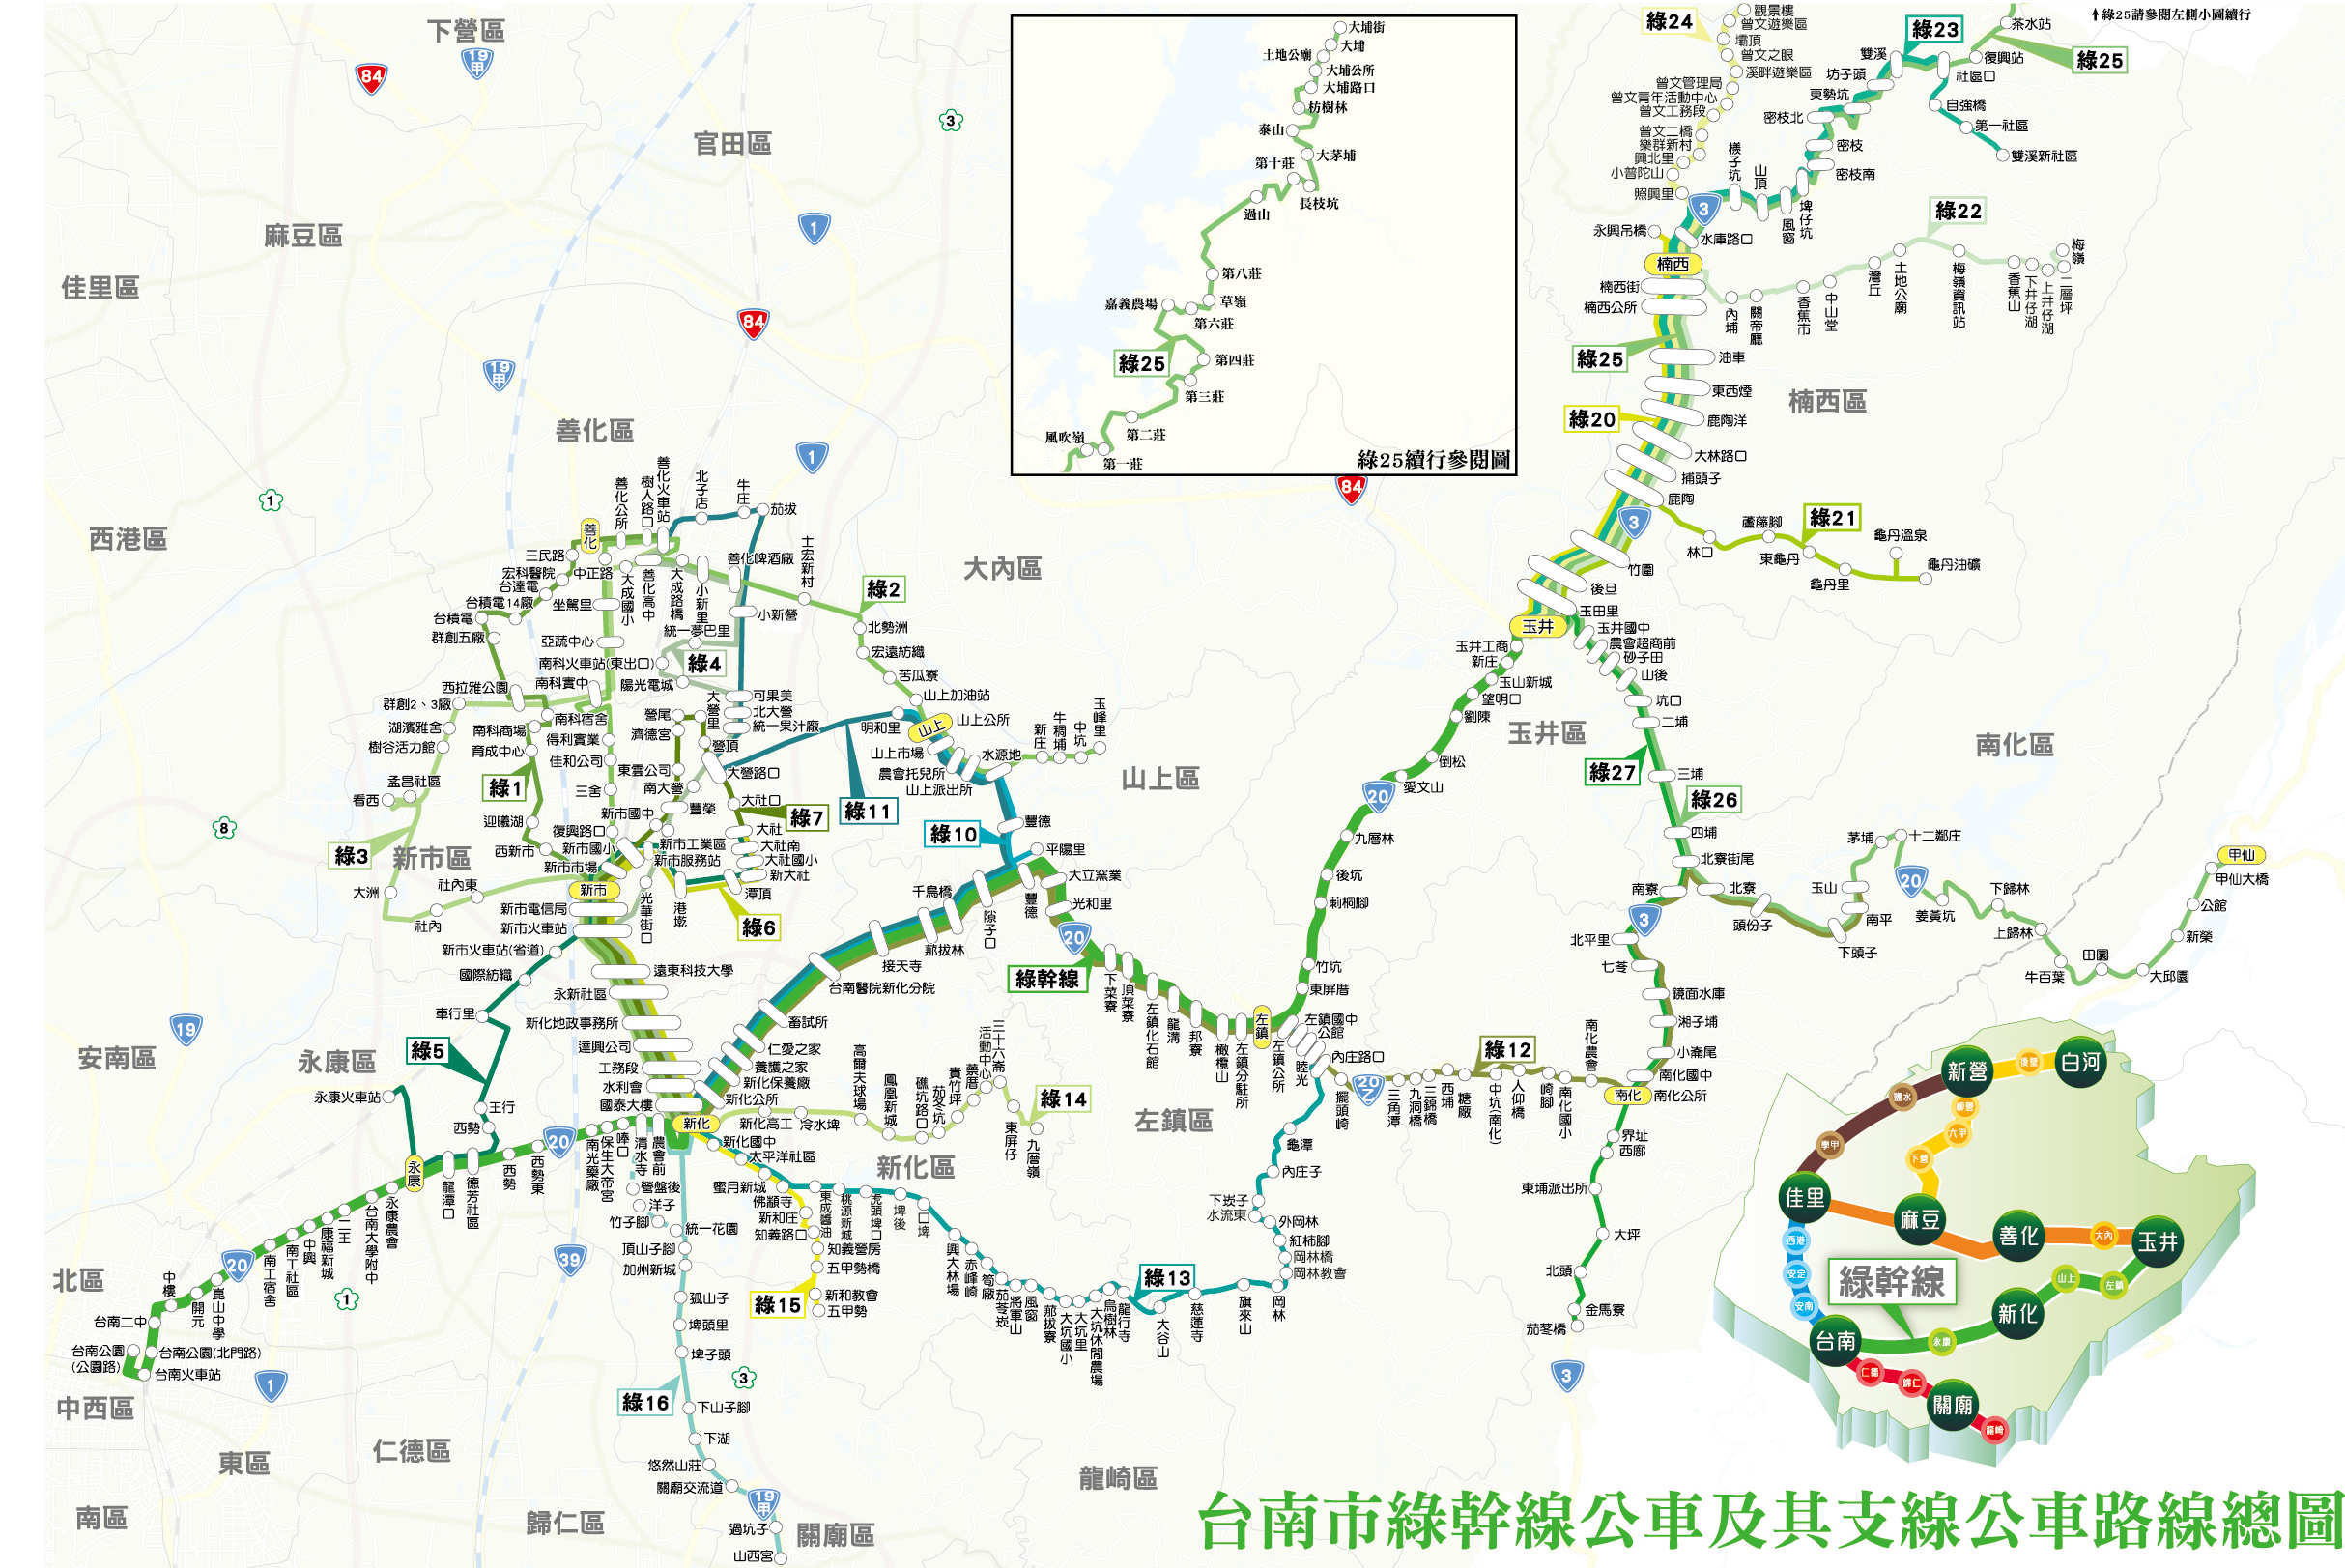 台南市綠幹線公車及其支線公車路線總圖
綠25請參閱左側小圖續行
綠25續行參閱圖
大埔街
大埔
土地公廟
大埔公所
大埔路口
枋樹林
泰山
大茅埔
第十莊
長枝坑
過山
第八莊
草嶺
嘉義農場
第六莊
綠25
第四莊
第三莊
第二莊
風吹嶺
第一莊
下營區
官田區
麻豆區
佳里區
善化區
西港區
大內區
楠西區
玉井區
南化區
山上區
新市區
安南區
永康區
左鎮區
新化區
北區
中西區
東區
南區
仁德區
歸仁區
關廟區
龍崎區
84
19甲
3
1
84
19甲
1
1
84
8
19
20
20
1
1
39
3
19甲
20
20
20乙
3
3
3
3
20
綠24
觀景樓
曾文遊樂區
壩頂
曾文之眼
溪畔遊樂區
曾文管理局
曾文青年活動中心
曾文工務段
曾文二橋
樂群新村
興北里
小普陀山
照興里
永興吊橋
水庫路口
楠西
楠西街
楠西公所
油車
東西煙
鹿陶洋
大林路口
捕頭子
鹿陶
竹圍
後旦
玉田里
玉井
綠25
綠20
綠23
綠25
茶水站
復興站
社區口
自強橋
第一社區
雙溪新社區
雙溪
坊子頭
東勢坑
密枝北
密枝
密枝南
檨子坑
山頂
風窗
埤仔坑
綠22
內埔
關帝廳
香蕉市
中山堂
灣丘
土地公廟
梅嶺資訊站
香蕉山
下井仔湖
上井仔湖
二層坪
梅嶺
綠21
林口
蘆藤腳
東龜丹
龜丹里
龜丹溫泉
龜丹油礦
玉井國中
農會超商前
砂子田
山後
坑口
二埔
三埔
四埔
北寮街尾
綠27
綠26
南寮
北寮
頭份子
下頭子
南平
玉山
茅埔
十二鄰庄
姜黃坑
下歸林
上歸林
牛百葉
田園
大邱園
新榮
公館
甲仙大橋
甲仙
北平里
七苓
鏡面水庫
湘子埔
小崙尾
南化國中
南化
南化公所
界址
西廍
東埔派出所
大坪
北頭
金馬寮
茄苳橋
玉井工商
新庄
玉山新城
望明口
劉陳
倒松
愛文山
九層林
後坑
莿桐腳
竹坑
東屏厝
左鎮國中
公館
睦光
內庄路口
綠12
擺頭崎
三角潭
九洞橋
三錦橋
西埔
糖廠
中坑(南化)
人仰橋
崎腳
南化國小
南化農會
龜潭
內庄子
下崁子
水流東
外岡林
紅柿腳
岡林橋
岡林教會
岡林
旗來山
慈蓮寺
大谷山
綠13
龍行寺
烏樹林
大坑休閒農場
大坑里
大坑國小
那拔寮
風窗
將軍山
茄苳崁
筍廠
赤峰崎
興大林場
口埤
埤後
虎頭埤口
桃源新城
東成醬油
綠幹線
左鎮
左鎮公所
左鎮分駐所
橄欖山
邦寮
龍溝
左鎮化石館
頂菜寮
下菜寮
光和里
大立窯業
豐德
平陽里
隙子口
千鳥橋
那拔林
接天寺
台南醫院新化分院
畜試所
仁愛之家
養護之家
新化保養廠
新化公所
新化
綠14
新化高工
冷水埤
高爾夫球場
鳳凰新城
礁坑路口
茄苳坑
貴竹坪
蔴厝
活動中心
三十六崙
東屏仔
九層嶺
新化國中
太平洋社區
蜜月新城
佛顓寺
新和庄
知義路口
知義營房
五甲勢橋
新和教會
五甲勢
綠15
綠16
營盤後
洋子
竹子腳
統一花園
頂山子腳
加州新城
狐山子
埤頭里
埤子頭
下山子腳
下湖
悠然山莊
關廟交流道
過坑子
山西宮
農會前
清水寺
唪口
保生大帝宮
南光藥廠
西勢東
西勢
德芳社區
龍潭口
永康
永康農會
台南大學附中
二王
康福新城
中興
南工社區
南工宿舍
崑山中學
開元
中樓
台南二中
台南公園
(公園路)
台南公園(北門路)
台南火車站
綠5
新市火車站(省道)
國際紡織
車行里
王行
西勢
永康火車站
新市
新市電信局
新市火車站
遠東科技大學
永新社區
新化地政事務所
達興公司
工務段
水利會
國泰大樓
善化
善化公所
樹人路口
善化火車站
北子店
牛庄
茄拔
士宏新村
善化啤酒廠
小新營
小新里
大成路橋
善化高中
大成國小
中正路
坐駕里
亞蔬中心
南科火車站(東出口)
南科實中
三民路
宏科醫院
台達電
台積電14廠
台積電
群創五廠
西拉雅公園
群創2、3廠
湖濱雅舍
樹谷活力館
孟昌社區
看西
綠3
大洲
社內
社內東
南科商場
育成中心
綠1
迎曦湖
西新市
南科宿舍
得利實業
佳和公司
三舍
復興路口
新市國小
新市市場
新市國中
統一夢巴里
綠4
陽光電城
大營里
可果美
北大營
統一果汁廠
營尾
濟德宮
營頂
東雲公司
南大營
豐榮
大營路口
大社口
綠7
大社
大社南
大社國小
新大社
潭頂
綠6
新市工業區
新市服務站
光華街口
港墘
綠2
北勢洲
宏遠紡織
苦瓜寮
山上加油站
山上
山上公所
明和里
山上市場
農會托兒所
山上派出所
水源地
新庄
牛稠埔
中坑
玉峰里
綠11
綠10
豐德
新營
後壁
白河
鹽水
學甲
柳營
六甲
下營
佳里
麻豆
善化
大內
玉井
西港
安定
安南
綠幹線
山上
左鎮
新化
台南
永康
仁德
歸仁
關廟
龍崎